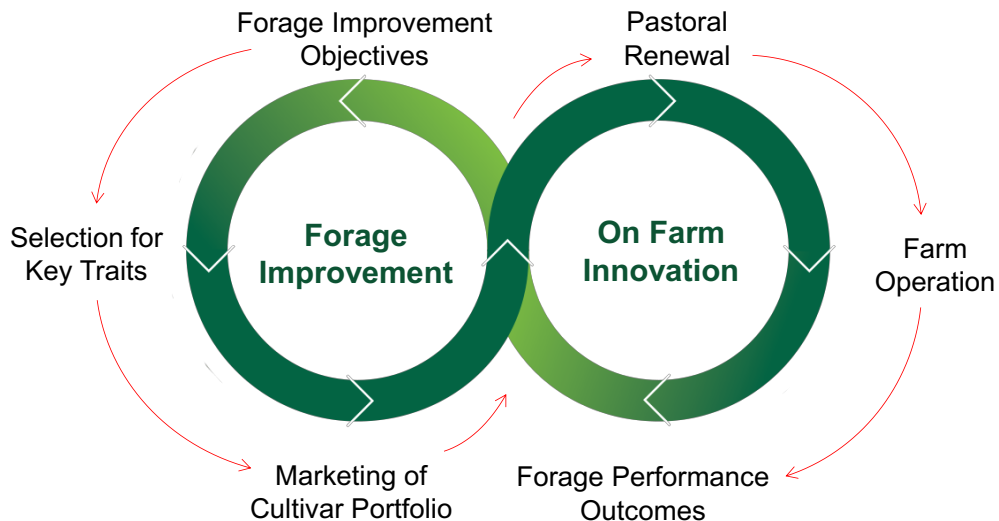 Forage Improvement
Objectives
Pastoral
Renewal
Selection for
Key Traits
Forage
Improvement
On Farm
Innovation
Farm
Operation
Marketing of
Cultivar Portfolio
Forage Performance
Outcomes